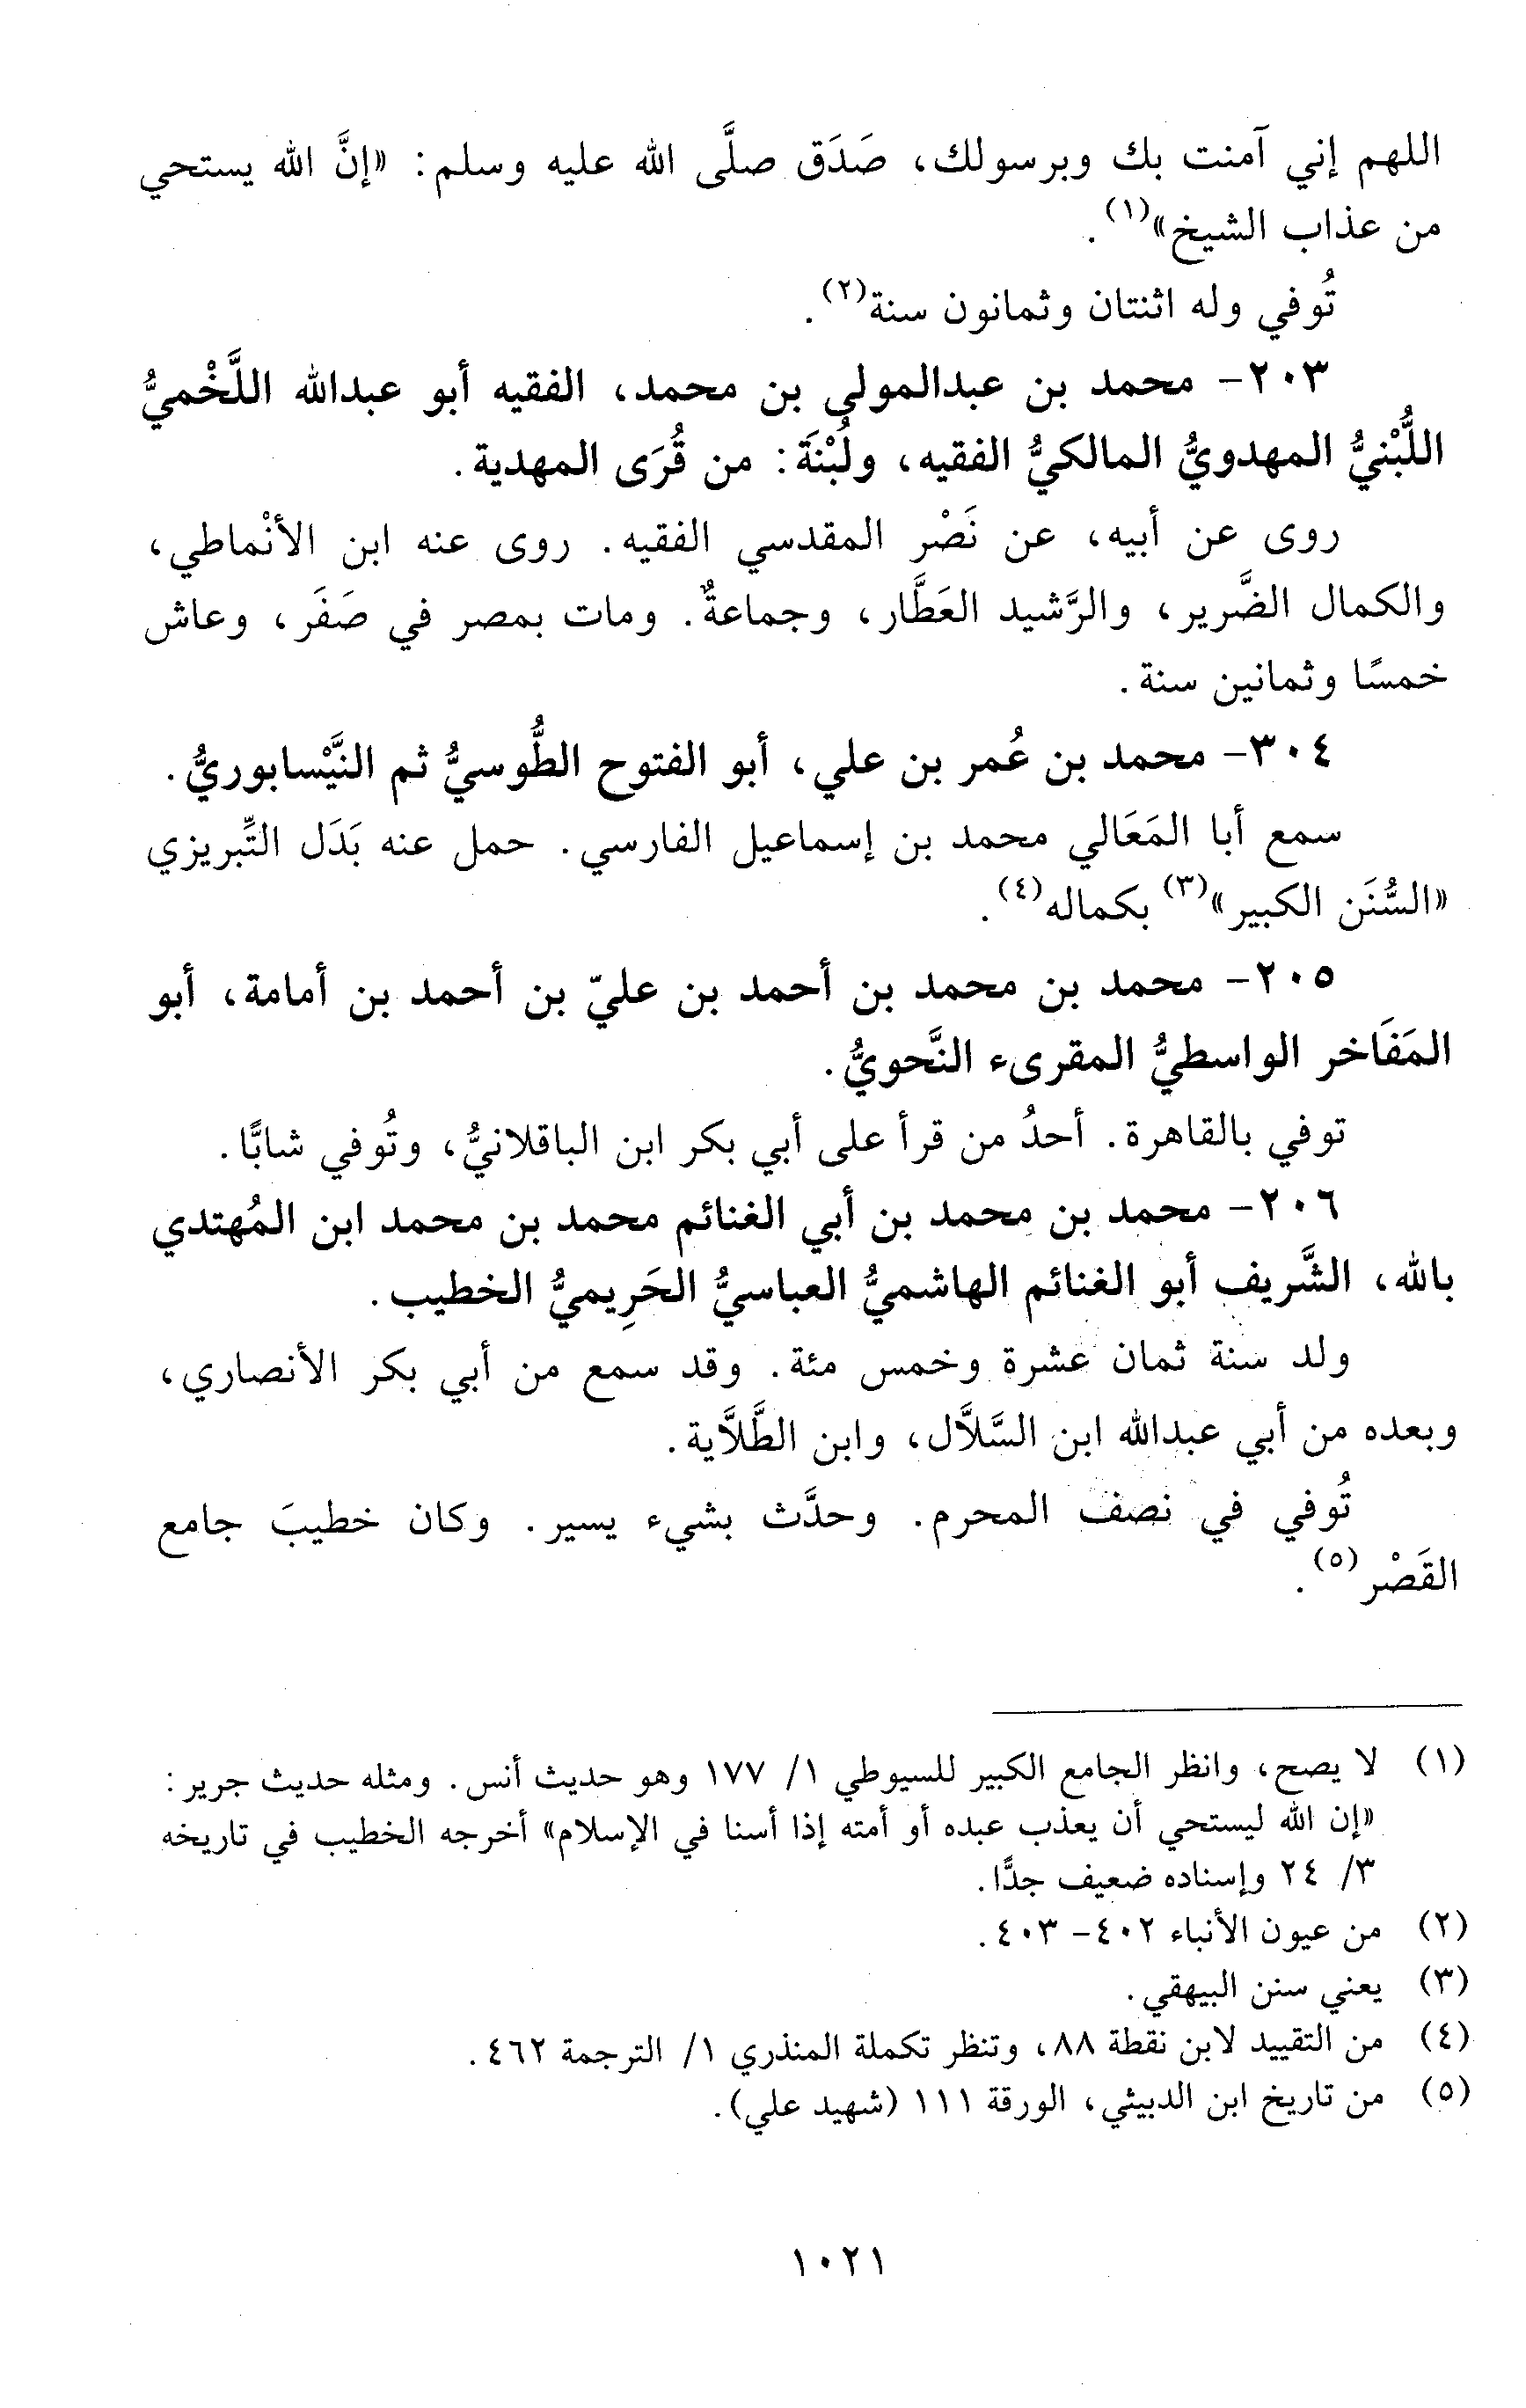 اللهم إني آمنت بك وبرسولك، صَدَق صلَّى الله عليه وسلم: «إنَّ الله يستحي
من عذاب الشيخ»(١).
تُوفي وله اثنتان وثمانون سنة(٢).
٢٠٣- محمد بن عبدالمولى بن محمد، الفقيه أبو عبدالله اللَّخْميُّ
اللُّبْنيُّ المهدويُّ المالكيُّ الفقيه، ولُبْنَة: من قُرَى المهدية.
روى عن أبيه، عن نَصْر المقدسي الفقيه. روى عنه ابن الأنْماطي،
والكمال الضَّرير، والرَّشيد العَطَّار، وجماعةٌ. ومات بمصر في صَفَر، وعاش
خمسًا وثمانين سنة.
٣٠٤- محمد بن عُمر بن علي، أبو الفتوح الطُّوسيُّ ثم النَّيْسابوريُّ.
سمع أبا المَعَالي محمد بن إسماعيل الفارسي. حمل عنه بَدَل التِّبريزي
«السُّنَن الكبير»(٣) بكماله(٤).
٢٠٥- محمد بن محمد بن أحمد بن عليّ بن أحمد بن أمامة، أبو
المَفَاخر الواسطيُّ المقرىء النَّحويُّ.
توفي بالقاهرة. أحدُ من قرأ على أبي بكر ابن الباقلانيُّ، وتُوفي شابًّا.
٢٠٦- محمد بن محمد بن أبي الغنائم محمد بن محمد ابن المُهتدي
بالله، الشَّريف أبو الغنائم الهاشميُّ العباسيُّ الحَرِيميُّ الخطيب.
ولد سنة ثمان عشرة وخمس مئة. وقد سمع من أبي بكر الأنصاري،
وبعده من أبي عبدالله ابن السَّلاَّل، وابن الطَّلاَّية.
تُوفي في نصف المحرم. وحدَّث بشيء يسير. وكان خطيبَ جامع
القَصْر(٥).
(١) لا يصح، وانظر الجامع الكبير للسيوطي ١/ ١٧٧ وهو حديث أنس. ومثله حديث جرير:
«إن الله ليستحي أن يعذب عبده أو أمته إذا أسنا في الإسلام» أخرجه الخطيب في تاريخه
٣/ ٢٤ وإسناده ضعيف جدًّا.
(٢) من عيون الأنباء ٤٠٢- ٤٠٣.
(٣) يعني سنن البيهقي.
(٤) من التقييد لابن نقطة ٨٨، وتنظر تكملة المنذري ١/ الترجمة ٤٦٢.
(٥) من تاريخ ابن الدبيثي، الورقة ١١١ (شهيد علي).
١٠٢١